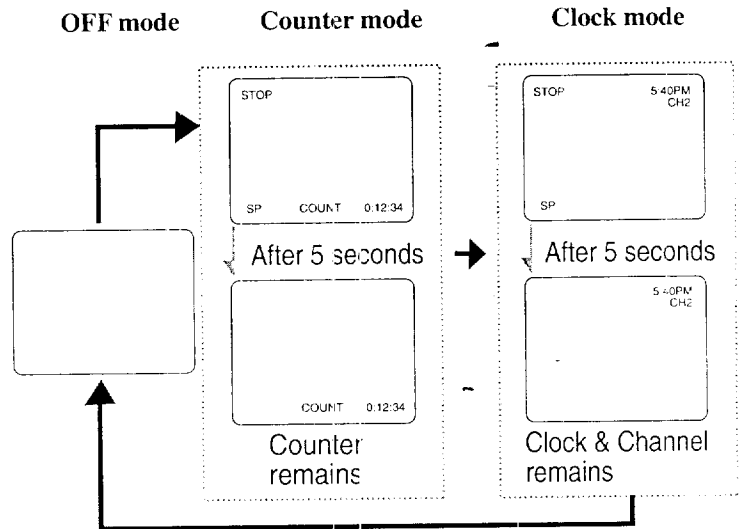 OFF mode
Counter mode
Clock mode
STOP
SP COUNT 0:12:34
After 5 seconds
COUNT 0:12:34
Counter
remains
STOP 5:40PM
CH2
SP
After 5 seconds
5:40PM
CH2
Clock & Channel
remains